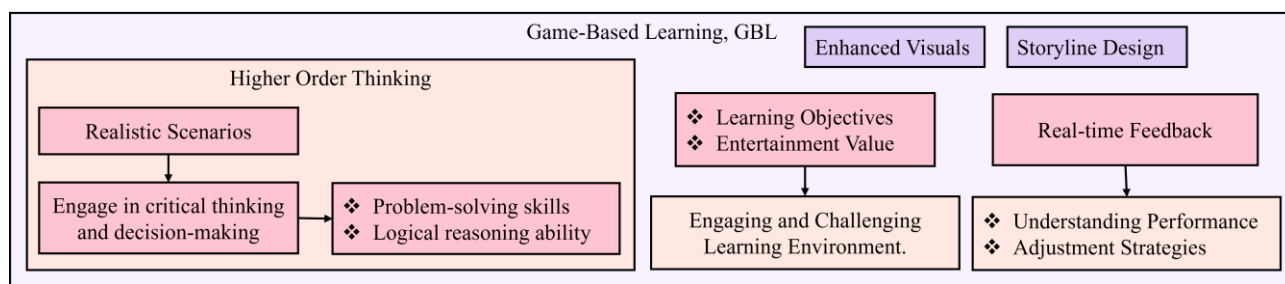 Game-Based Learning, GBL
Enhanced Visuals
Storyline Design
Higher Order Thinking
Realistic Scenarios
Engage in critical thinking
and decision-making
❖ Problem-solving skills
❖ Logical reasoning ability
❖ Learning Objectives
❖ Entertainment Value
Engaging and Challenging
Learning Environment.
Real-time Feedback
❖ Understanding Performance
❖ Adjustment Strategies